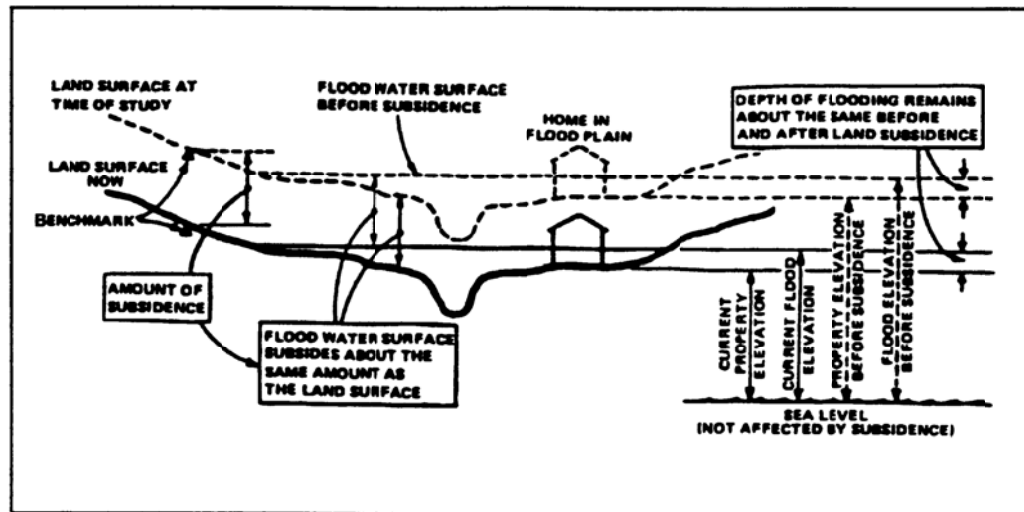 LAND SURFACE AT
TIME OF STUDY
FLOOD WATER SURFACE
BEFORE SUBSIDENCE
HOME IN
FLOOD PLAIN
DEPTH OF FLOODING REMAINS
ABOUT THE SAME BEFORE
AND AFTER LAND SUBSIDENCE
LAND SURFACE
NOW
BENCHMARK
AMOUNT OF
SUBSIDENCE
FLOOD WATER SURFACE
SUBSIDES ABOUT THE
SAME AMOUNT AS
THE LAND SURFACE
CURRENT
PROPERTY
ELEVATION
CURRENT FLOOD
ELEVATION
PROPERTY ELEVATION
BEFORE SUBSIDENCE
FLOOD ELEVATION
BEFORE SUBSIDENCE
SEA LEVEL
(NOT AFFECTED BY SUBSIDENCE)